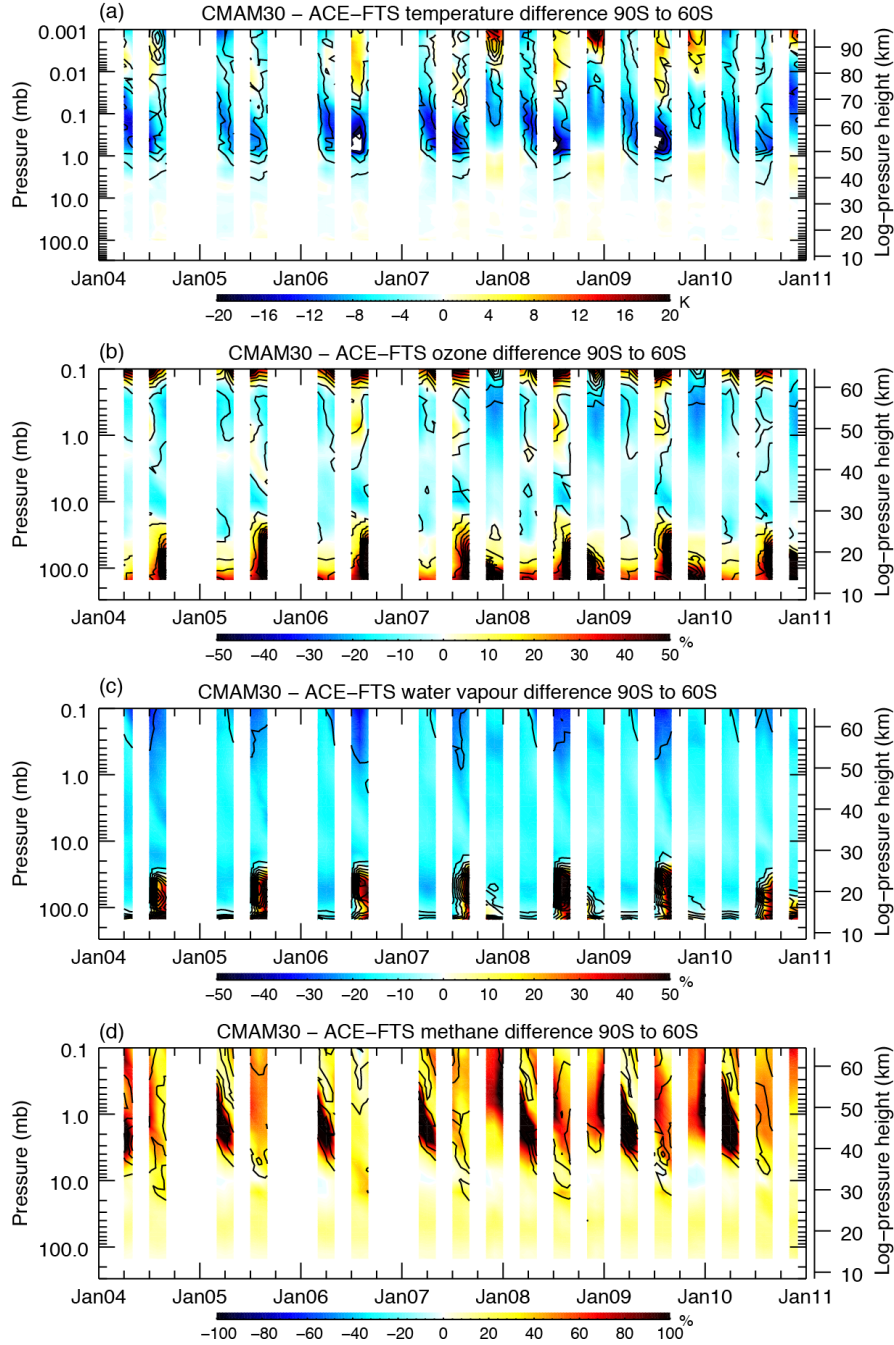 (a)
CMAM30 − ACE−FTS temperature difference 90S to 60S
0.001
0.01
0.1
1.0
10.0
100.0
Pressure (mb)
90
80
70
60
50
40
30
20
10
Log−pressure height (km)
Jan04 Jan05 Jan06 Jan07 Jan08 Jan09 Jan10 Jan11
−20 −16 −12 −8 −4 0 4 8 12 16 20 K
(b)
CMAM30 − ACE−FTS ozone difference 90S to 60S
0.1
1.0
10.0
100.0
Pressure (mb)
60
50
40
30
20
10
Log−pressure height (km)
Jan04 Jan05 Jan06 Jan07 Jan08 Jan09 Jan10 Jan11
−50 −40 −30 −20 −10 0 10 20 30 40 50 %
(c)
CMAM30 − ACE−FTS water vapour difference 90S to 60S
0.1
1.0
10.0
100.0
Pressure (mb)
60
50
40
30
20
10
Log−pressure height (km)
Jan04 Jan05 Jan06 Jan07 Jan08 Jan09 Jan10 Jan11
−50 −40 −30 −20 −10 0 10 20 30 40 50 %
(d)
CMAM30 − ACE−FTS methane difference 90S to 60S
0.1
1.0
10.0
100.0
Pressure (mb)
60
50
40
30
20
10
Log−pressure height (km)
Jan04 Jan05 Jan06 Jan07 Jan08 Jan09 Jan10 Jan11
−100 −80 −60 −40 −20 0 20 40 60 80 100 %